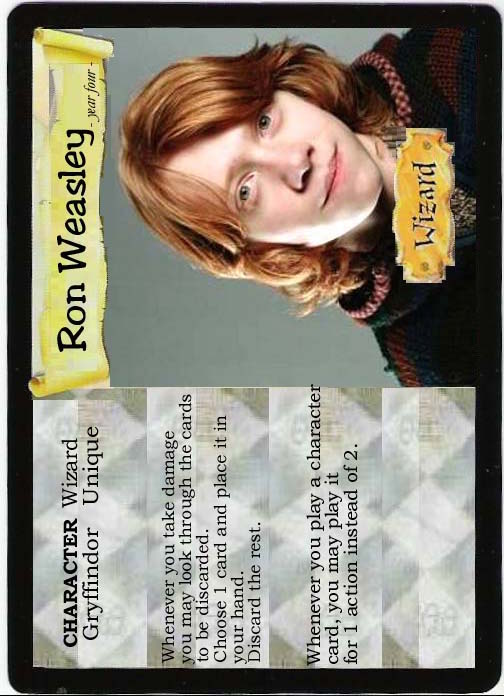 Ron Weasley - year four -
Wizard
CHARACTER Wizard
Gryffindor Unique
Whenever you take damage
you may look through the cards
to be discarded.
Choose 1 card and place it in
your hand.
Discard the rest.
Whenever you play a character
card, you may play it
for 1 action instead of 2.